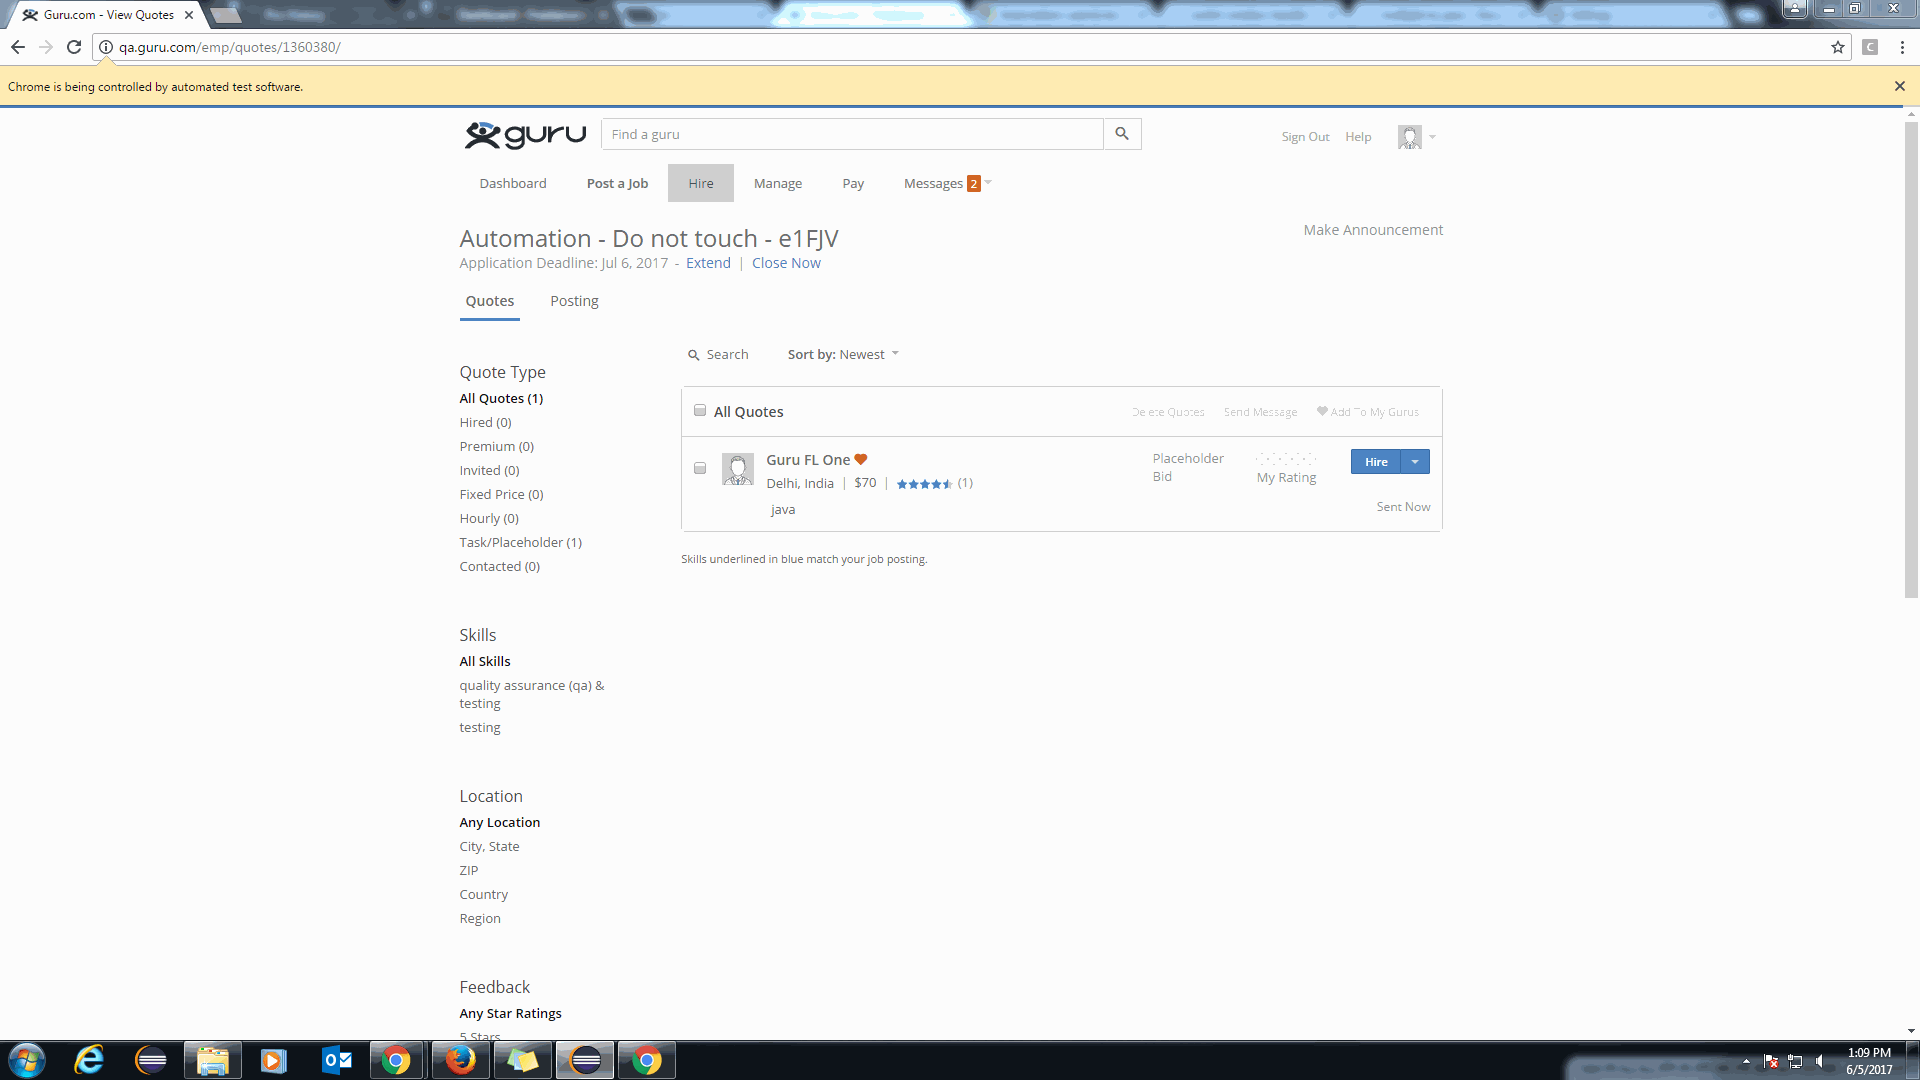 Guru.com - View Quotes
qa.guru.com/emp/quotes/1360380/
C
Chrome is being controlled by automated test software.
guru
Find a guru
Sign Out
Help
Dashboard
Post a Job
Hire
Manage
Pay
Messages 2
Automation - Do not touch - e1FJV
Make Announcement
Application Deadline: Jul 6, 2017 - Extend | Close Now
Quotes
Posting
Search
Sort by: Newest
Quote Type
All Quotes (1)
Hired (0)
Premium (0)
Invited (0)
Fixed Price (0)
Hourly (0)
Task/Placeholder (1)
Contacted (0)
All Quotes
Delete Quotes
Send Message
Add To My Gurus
Guru FL One
Delhi, India | $70 | (1)
java
Placeholder
Bid
My Rating
Hire
Sent Now
Skills underlined in blue match your job posting.
Skills
All Skills
quality assurance (qa) &
testing
testing
Location
Any Location
City, State
ZIP
Country
Region
Feedback
Any Star Ratings
5 Stars
1:09 PM
6/5/2017